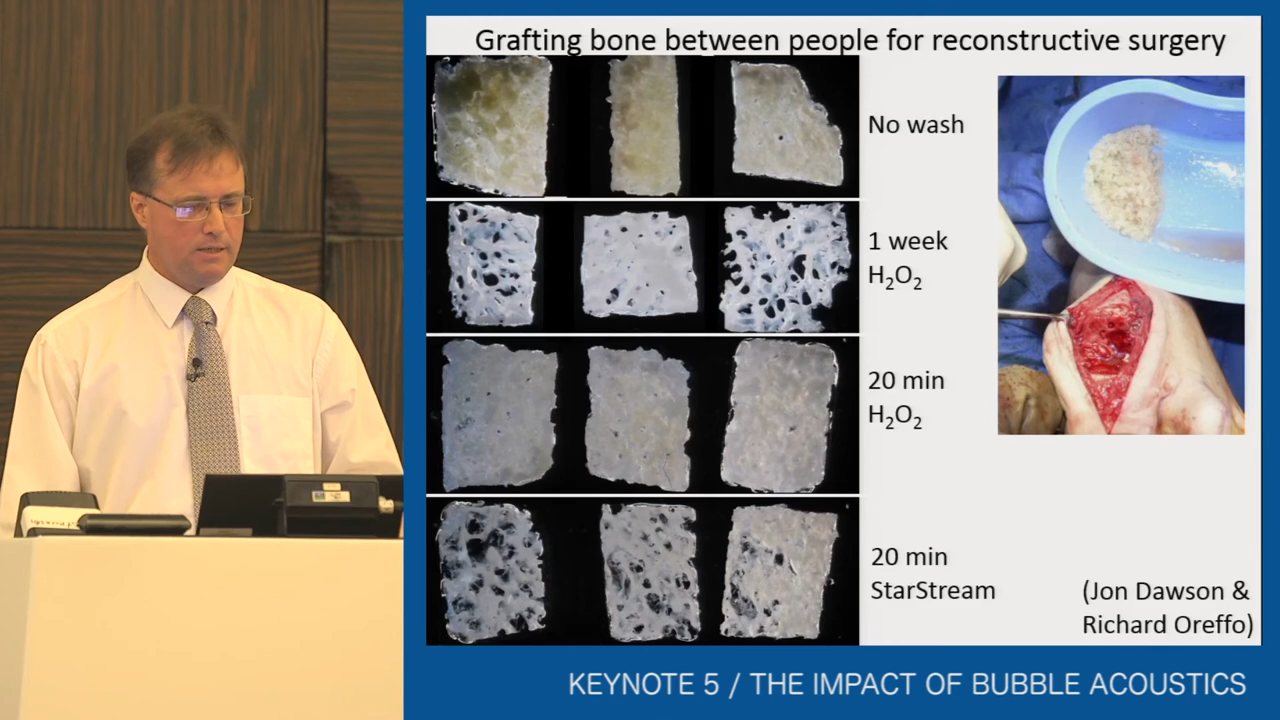 Grafting bone between people for reconstructive surgery
No wash
1 week
H₂O₂
20 min
H₂O₂
20 min
StarStream
(Jon Dawson &
Richard Oreffo)
KEYNOTE 5 / THE IMPACT OF BUBBLE ACOUSTICS